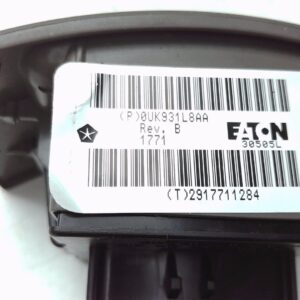 (P)0UK931L8AA
Rev. B
1771
EATON
30505L
(T)2917711284